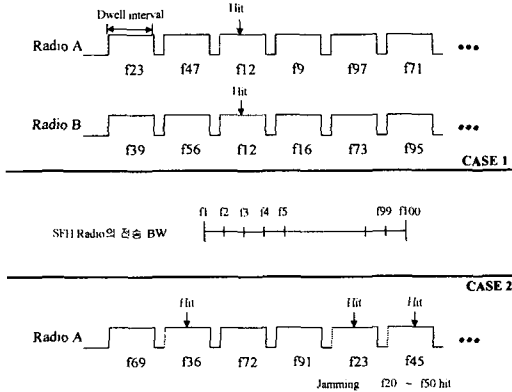 Dwell interval
Hit
Radio A
f23 f47 f12 f9 f97 f71 •••
Hit
Radio B
f39 f56 f12 f16 f73 f95 •••
CASE 1
f1 f2 f3 f4 f5 f99 f100
SFH Radio의 전송 BW
CASE 2
Hit Hit Hit
Radio A
f69 f36 f72 f91 f23 f45 •••
Jamming f20 ~ f50 hit